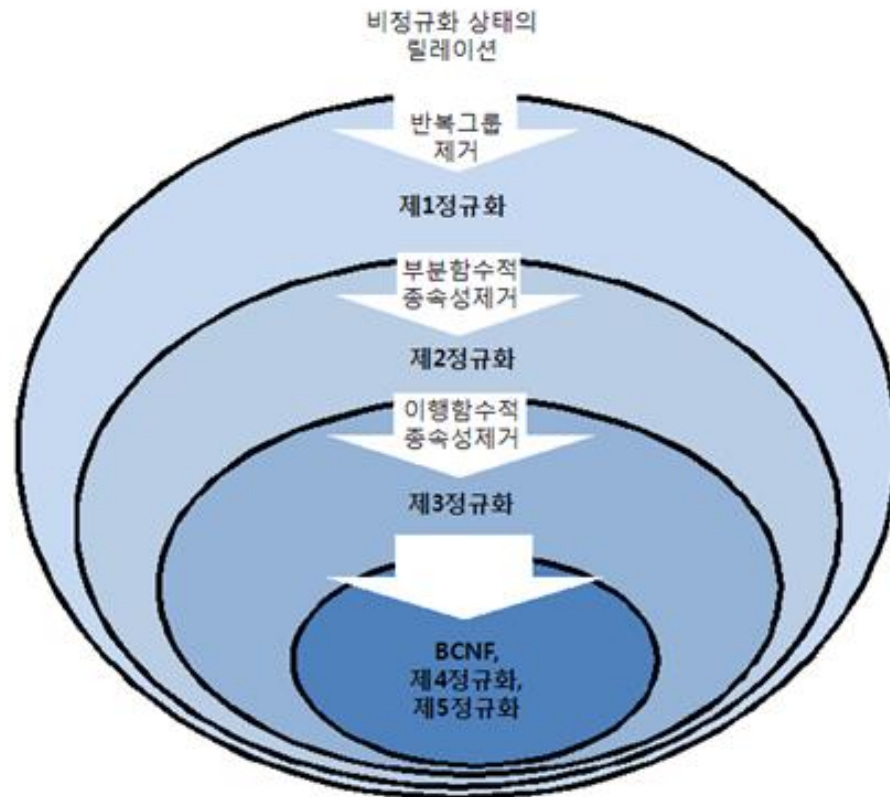 비정규화 상태의
릴레이션
반복그룹
제거
제1정규화
부분함수적
종속성제거
제2정규화
이행함수적
종속성제거
제3정규화
BCNF,
제4정규화,
제5정규화